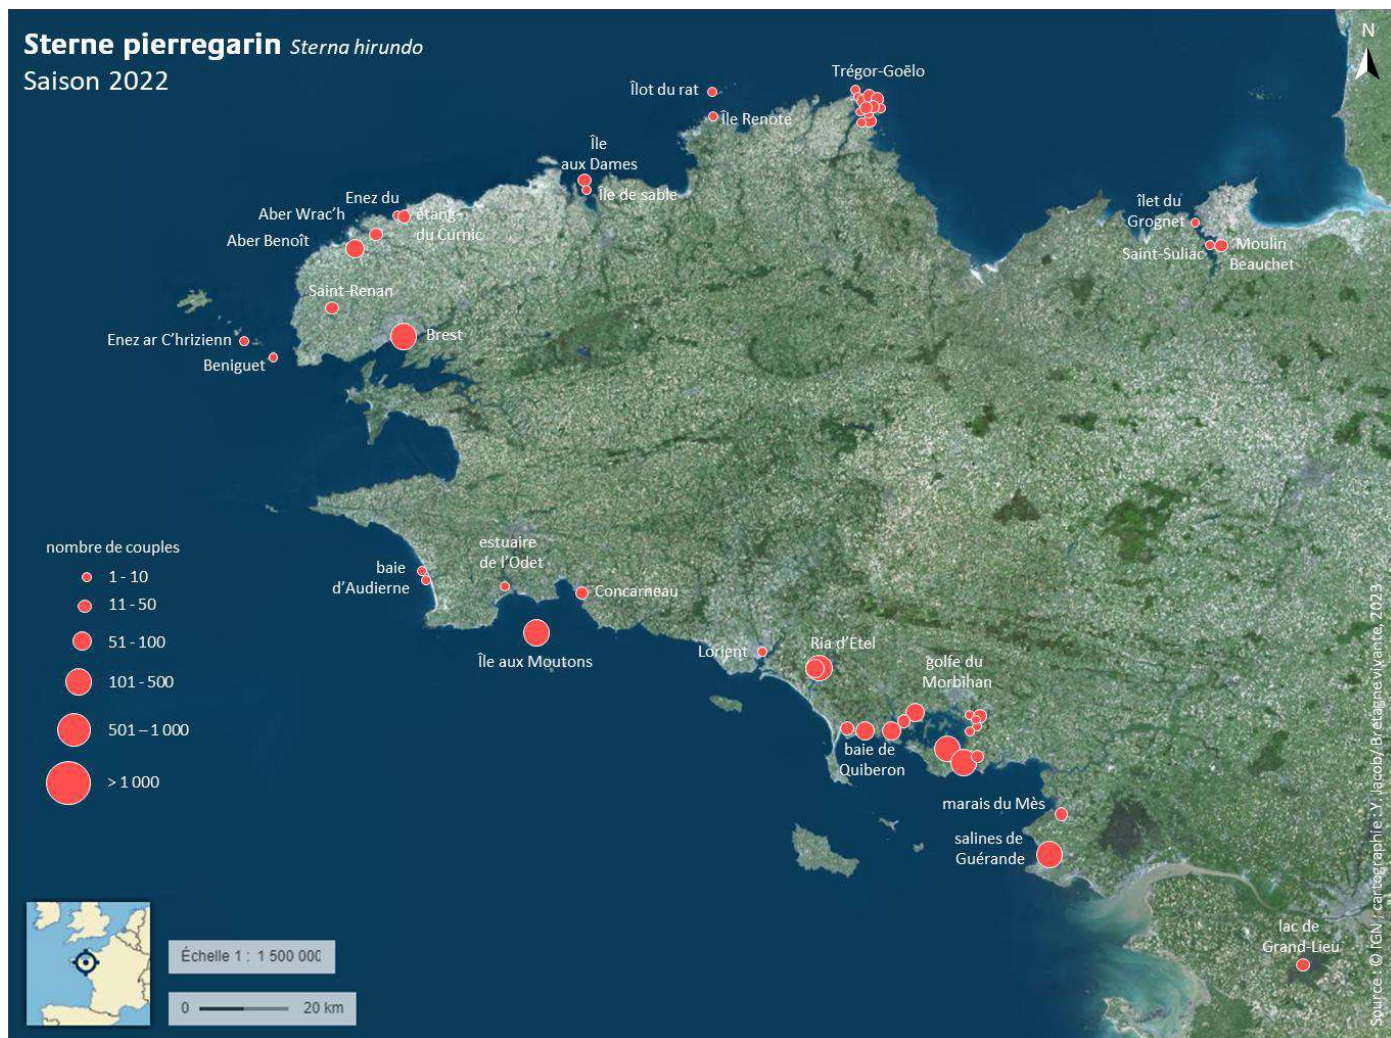 Sterne pierregarin Sterna hirundo
Saison 2022
N
Trégor-Goëlo
Îlot du rat
Île Renote
Île
aux Dames
Île de sable
Enez du
Aber Wrac'h
étang
du Curnic
Aber Benoît
îlet du
Grognet
Saint-Suliac
Moulin
Beauchet
Saint-Renan
Enez ar C'hrizienn
Brest
Beniguet
nombre de couples
1 - 10
11 - 50
51 - 100
101 - 500
501 – 1 000
> 1 000
estuaire
de l'Odet
baie
d'Audierne
Concarneau
Île aux Moutons
Lorient
Ria d'Etel
golfe du
Morbihan
baie de
Quiberon
marais du Mès
salines de
Guérande
lac de
Grand-Lieu
Échelle 1 : 1 500 000
0 20 km
Source : © IGN ; cartographie : Y. Jacob/ Bretagne vivante, 2023